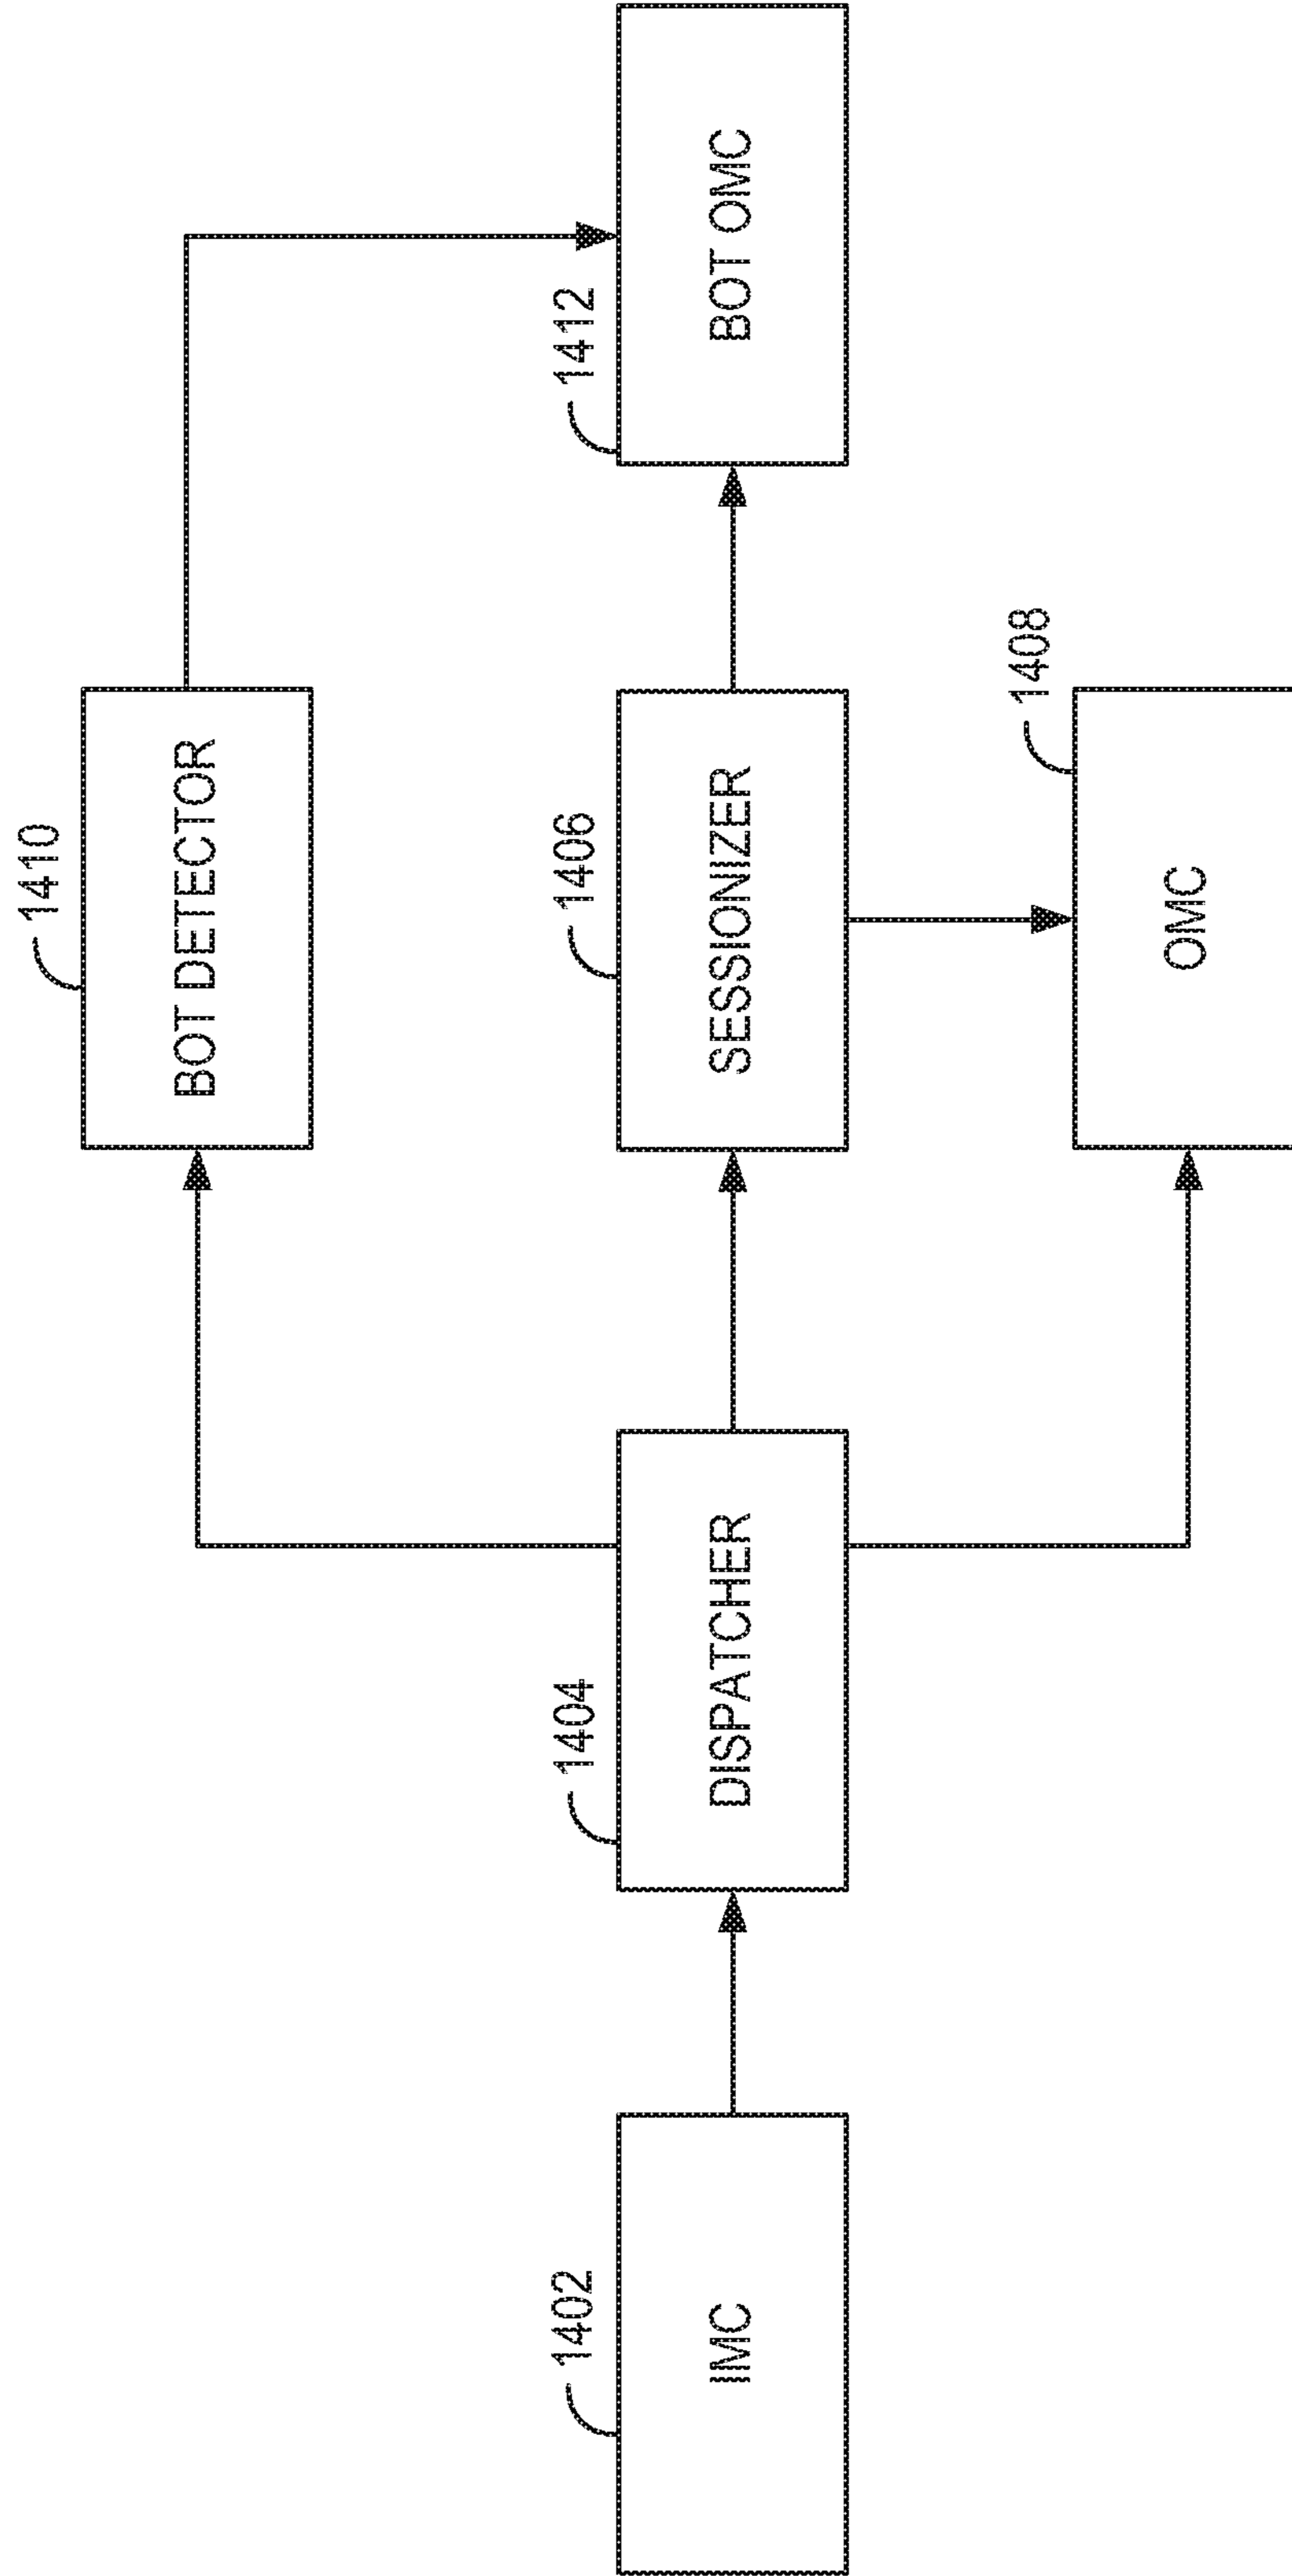 1410
BOT DETECTOR
1402
IMC
1404
DISPATCHER
1406
SESSIONIZER
1412
BOT OMC
1408
OMC